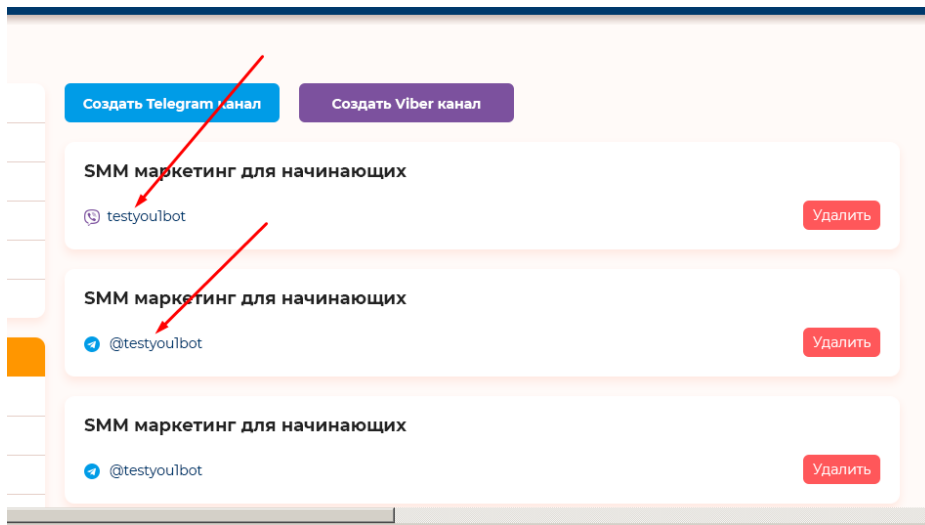 Создать Telegram канал
Создать Viber канал
SMM маркетинг для начинающих
testyou1bot
Удалить
SMM маркетинг для начинающих
@testyou1bot
Удалить
SMM маркетинг для начинающих
@testyou1bot
Удалить